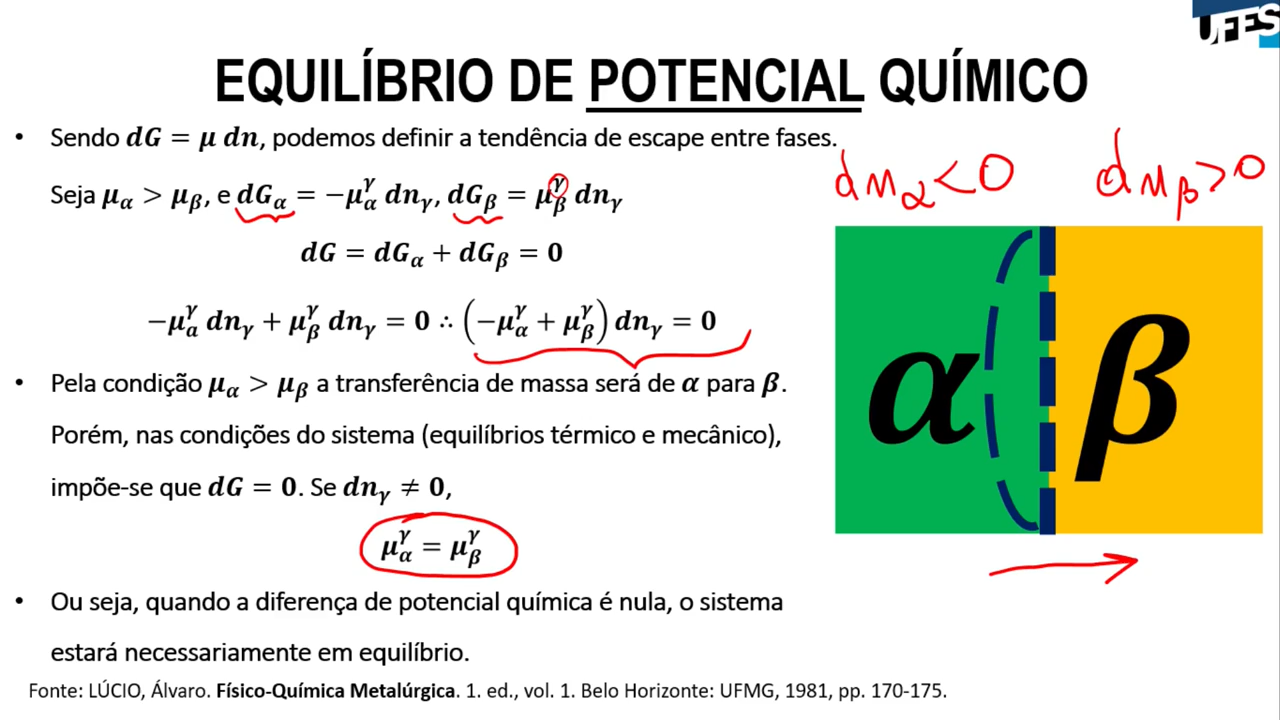 UFES
EQUILÍBRIO DE POTENCIAL QUÍMICO
• Sendo dG = μ dn, podemos definir a tendência de escape entre fases.
Seja μ_α > μ_β, e dG_α = −μ_α^γ dn_γ, dG_β = μ_β^γ dn_γ
dG = dG_α + dG_β = 0
−μ_α^γ dn_γ + μ_β^γ dn_γ = 0 ∴ (−μ_α^γ + μ_β^γ) dn_γ = 0
• Pela condição μ_α > μ_β a transferência de massa será de α para β.
Porém, nas condições do sistema (equilíbrios térmico e mecânico),
impõe-se que dG = 0. Se dn_γ ≠ 0,
μ_α^γ = μ_β^γ
• Ou seja, quando a diferença de potencial química é nula, o sistema
estará necessariamente em equilíbrio.
dn_α < 0
dn_β > 0
α
β
Fonte: LÚCIO, Álvaro. Físico-Química Metalúrgica. 1. ed., vol. 1. Belo Horizonte: UFMG, 1981, pp. 170-175.